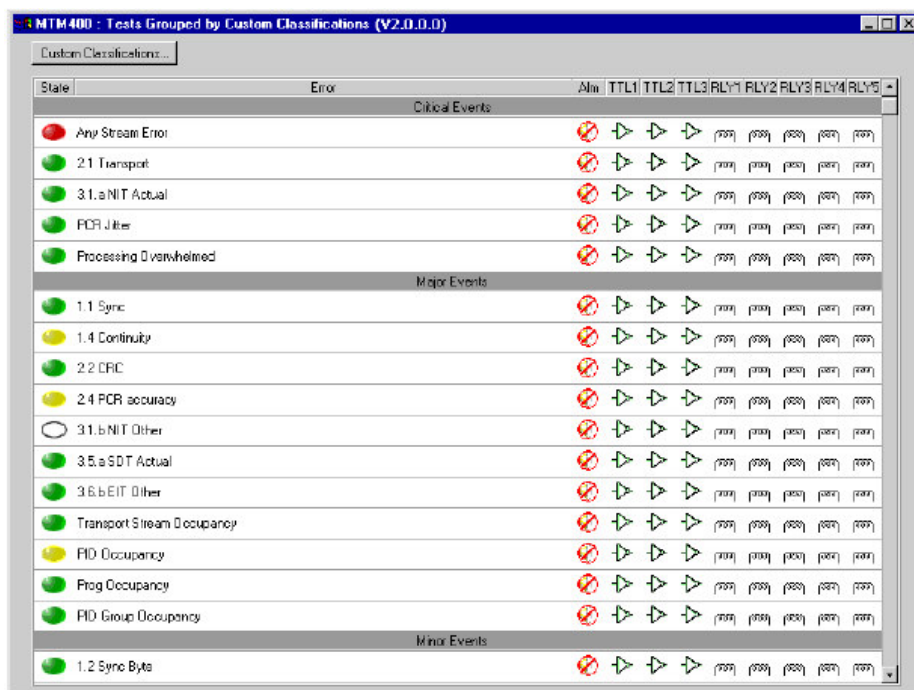 MTM400 : Tests Grouped by Custom Classifications (V2.0.0.0)
Custom Classifications...
State Error Alm TTL1 TTL2 TTL3 RLY1 RLY2 RLY3 RLY4 RLY5
Critical Events
Any Stream Error
2.1 Transport
3.1.a NIT Actual
PCR Jitter
Processing Overwhelmed
Major Events
1.1 Sync
1.4 Continuity
2.2 CRC
2.4 PCR accuracy
3.1.b NIT Other
3.5.a SDT Actual
3.6.b EIT Other
Transport Stream Occupancy
PID Occupancy
Prog Occupancy
PID Group Occupancy
Minor Events
1.2 Sync Byte